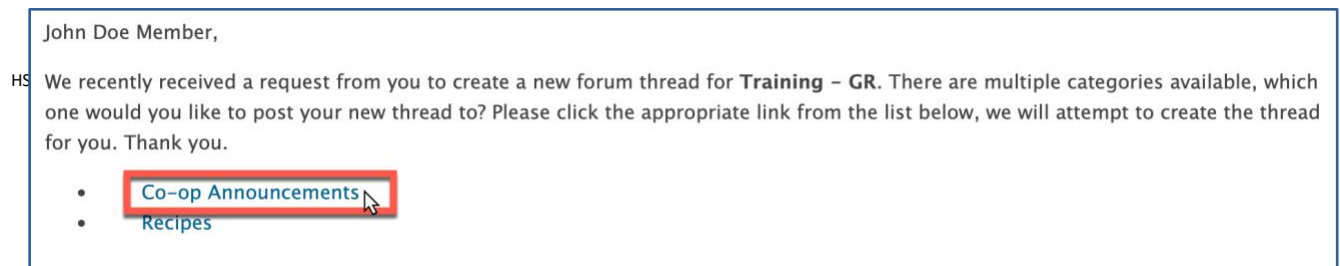 John Doe Member,
HS
We recently received a request from you to create a new forum thread for Training – GR. There are multiple categories available, which
one would you like to post your new thread to? Please click the appropriate link from the list below, we will attempt to create the thread
for you. Thank you.
• Co-op Announcements
• Recipes